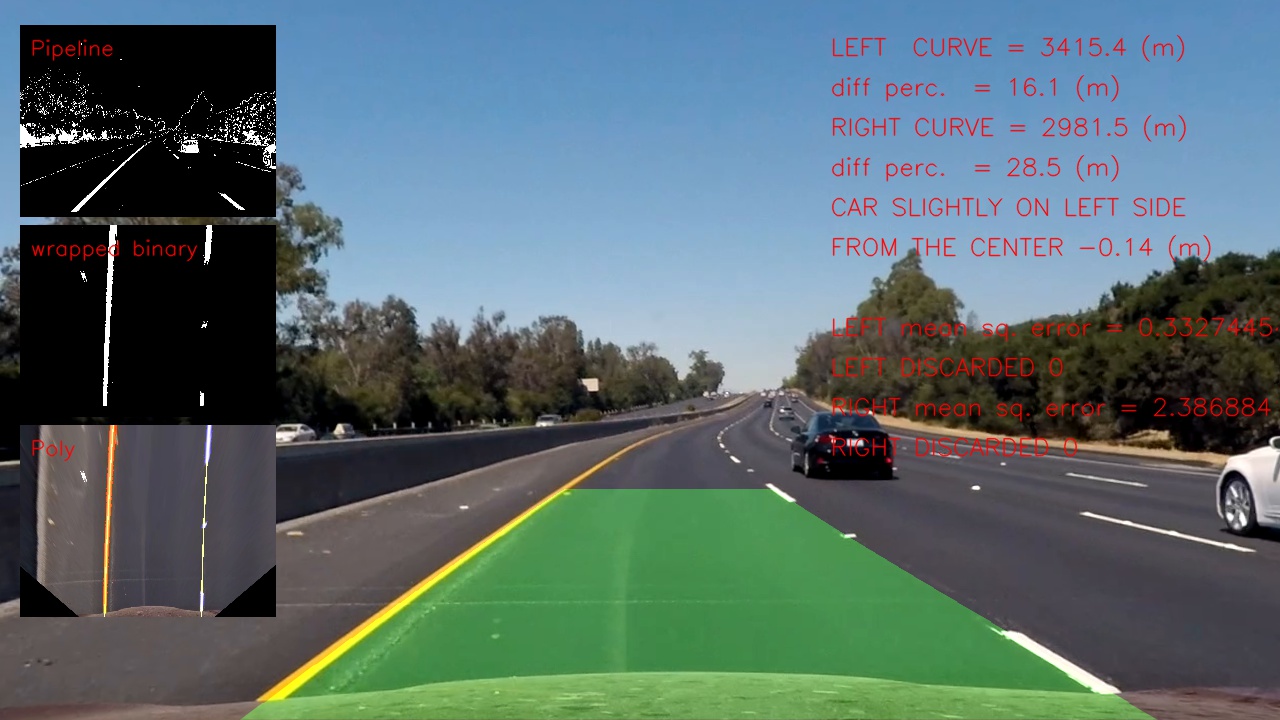 Pipeline
wrapped binary
Poly
LEFT CURVE = 3415.4 (m)
diff perc. = 16.1 (m)
RIGHT CURVE = 2981.5 (m)
diff perc. = 28.5 (m)
CAR SLIGHTLY ON LEFT SIDE
FROM THE CENTER -0.14 (m)
LEFT mean sq. error = 0.3327445
LEFT DISCARDED 0
RIGHT mean sq. error = 2.386884
RIGHT DISCARDED 0